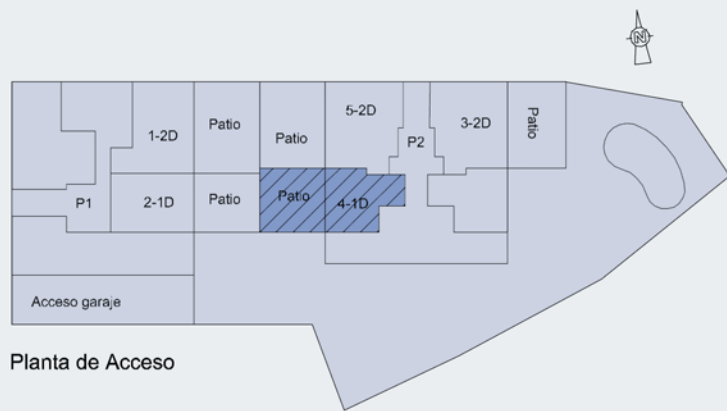 N
5-2D
1-2D
Patio
Patio
3-2D
Patio
P2
P1
2-1D
Patio
Patio
4-1D
Acceso garaje
Planta de Acceso